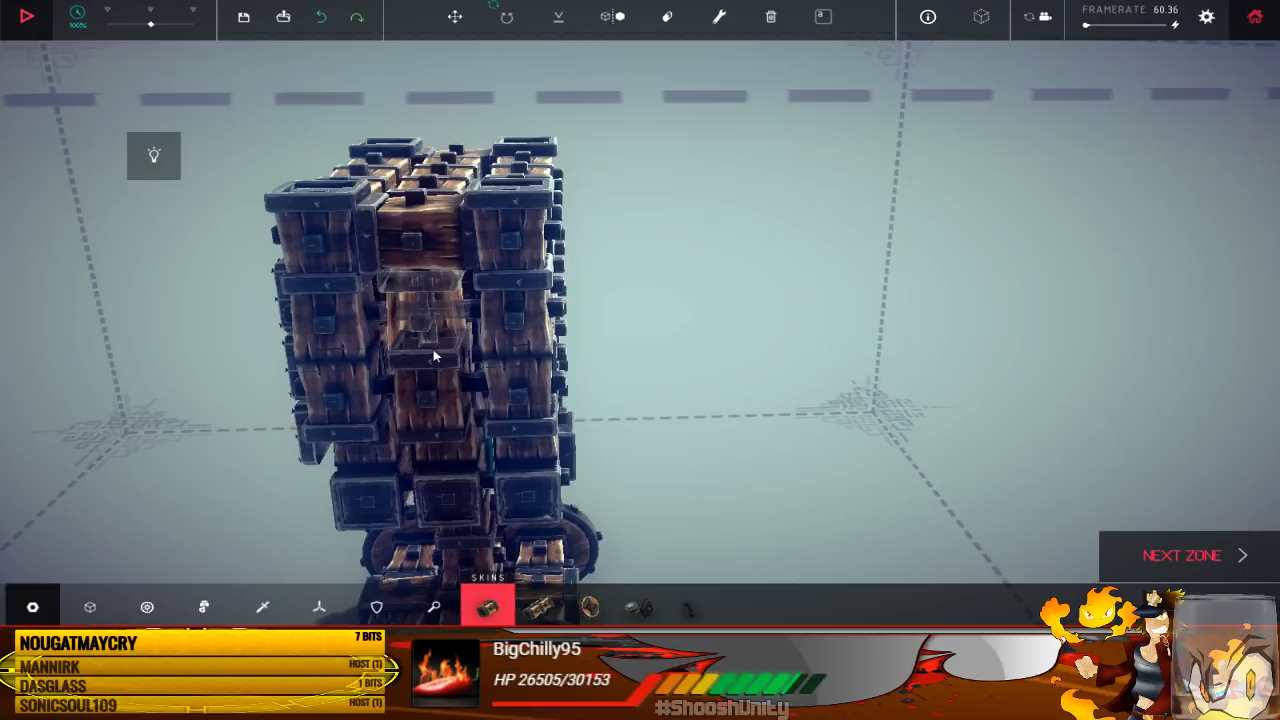 100%
FRAMERATE 60.36
NEXT ZONE
SKINS
NOUGATMAYCRY 7 BITS
MANNIRK HOST (1)
DASGLASS 1 BITS
SONICSOUL109 HOST (1)
BigChilly95
HP 26505/30153
#ShooshUnity